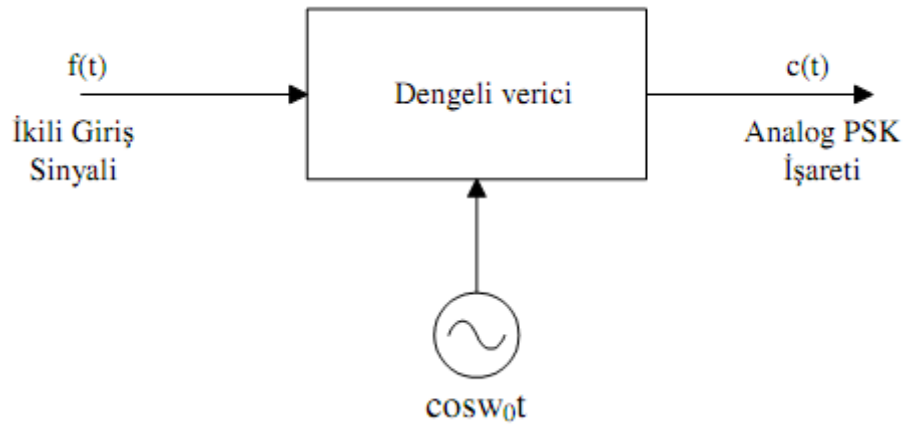 f(t)
İkili Giriş
Sinyali
Dengeli verici
c(t)
Analog PSK
İşareti
cosw₀t